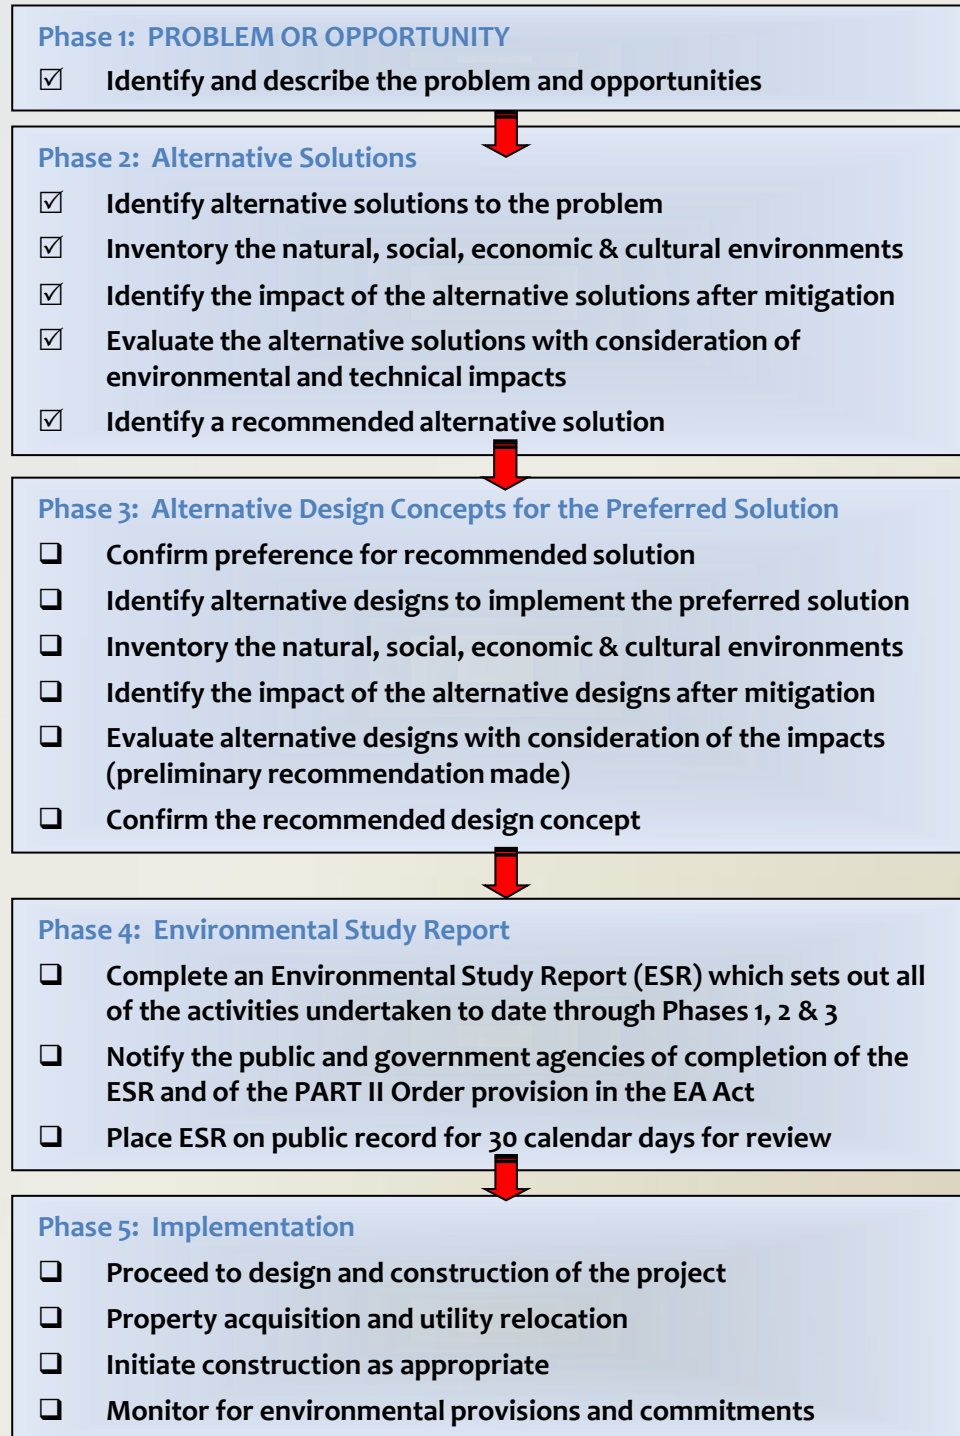 Phase 1: PROBLEM OR OPPORTUNITY
☑ Identify and describe the problem and opportunities
Phase 2: Alternative Solutions
☑ Identify alternative solutions to the problem
☑ Inventory the natural, social, economic & cultural environments
☑ Identify the impact of the alternative solutions after mitigation
☑ Evaluate the alternative solutions with consideration of
environmental and technical impacts
☑ Identify a recommended alternative solution
Phase 3: Alternative Design Concepts for the Preferred Solution
❑ Confirm preference for recommended solution
❑ Identify alternative designs to implement the preferred solution
❑ Inventory the natural, social, economic & cultural environments
❑ Identify the impact of the alternative designs after mitigation
❑ Evaluate alternative designs with consideration of the impacts
(preliminary recommendation made)
❑ Confirm the recommended design concept
Phase 4: Environmental Study Report
❑ Complete an Environmental Study Report (ESR) which sets out all
of the activities undertaken to date through Phases 1, 2 & 3
❑ Notify the public and government agencies of completion of the
ESR and of the PART II Order provision in the EA Act
❑ Place ESR on public record for 30 calendar days for review
Phase 5: Implementation
❑ Proceed to design and construction of the project
❑ Property acquisition and utility relocation
❑ Initiate construction as appropriate
❑ Monitor for environmental provisions and commitments